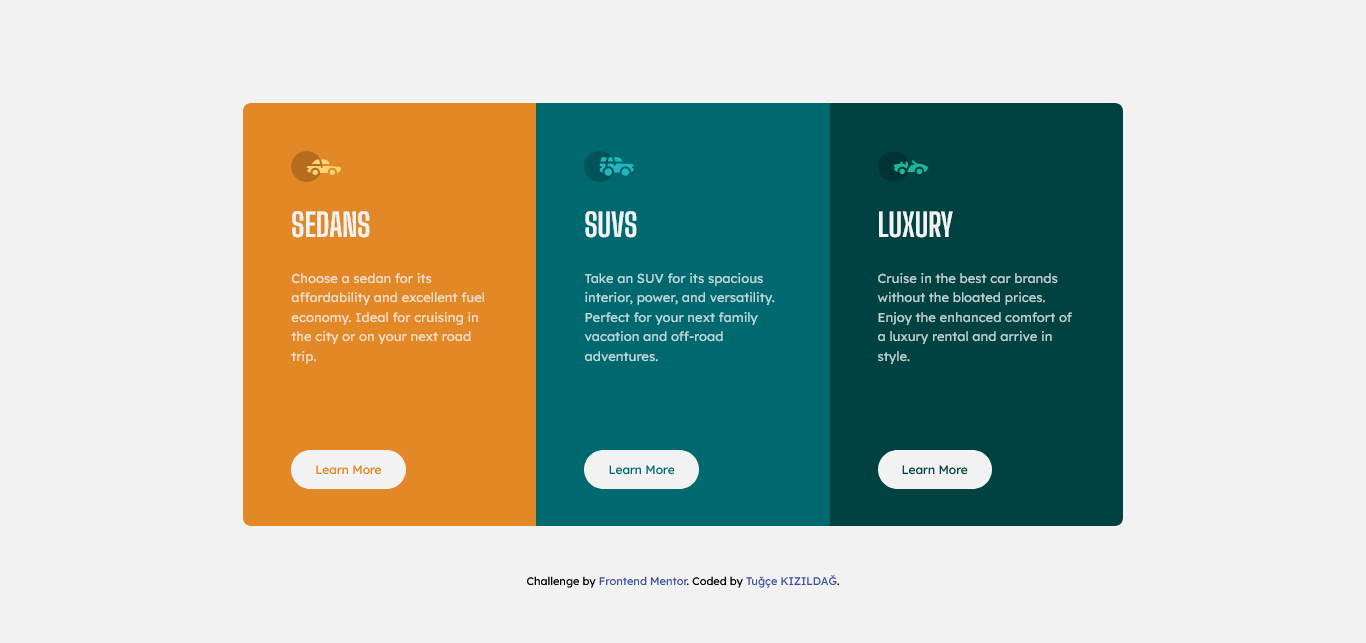 SEDANS
Choose a sedan for its
affordability and excellent fuel
economy. Ideal for cruising in
the city or on your next road
trip.
Learn More
SUVS
Take an SUV for its spacious
interior, power, and versatility.
Perfect for your next family
vacation and off-road
adventures.
Learn More
LUXURY
Cruise in the best car brands
without the bloated prices.
Enjoy the enhanced comfort of
a luxury rental and arrive in
style.
Learn More
Challenge by Frontend Mentor. Coded by Tuğçe KIZILDAĞ.